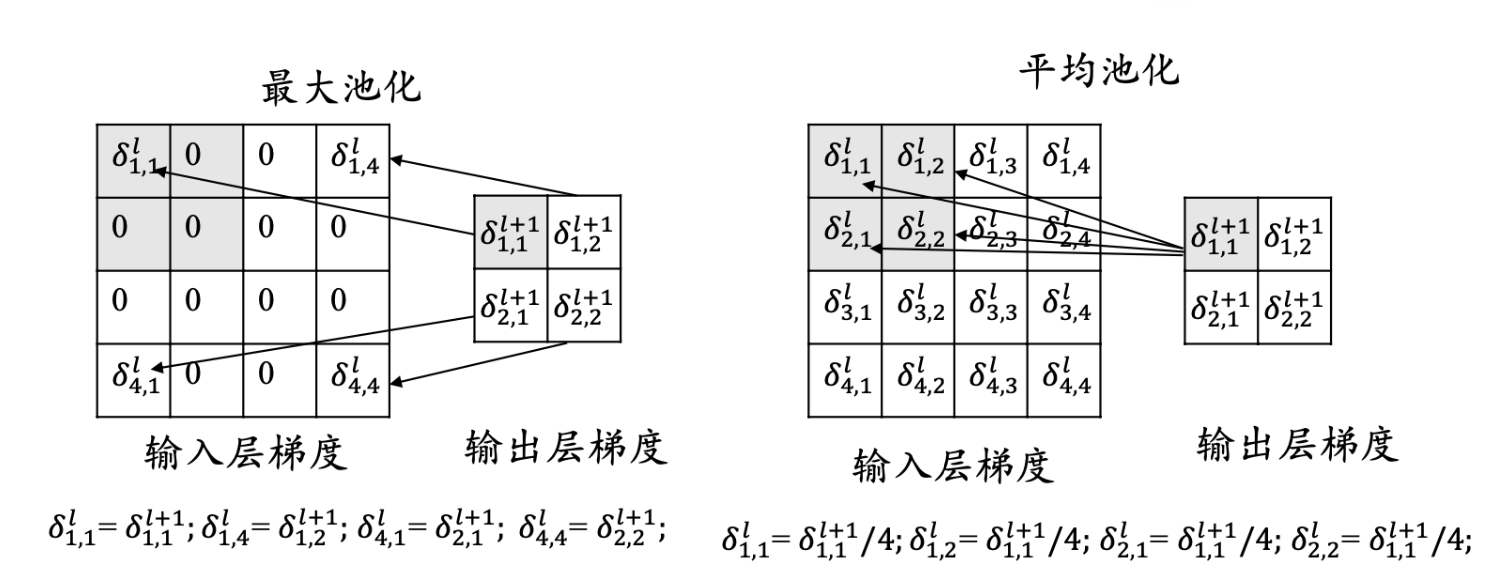 最大池化
δ^l_{1,1} 0 0 δ^l_{1,4}
0 0 0 0
0 0 0 0
δ^l_{4,1} 0 0 δ^l_{4,4}
δ^{l+1}_{1,1} δ^{l+1}_{1,2}
δ^{l+1}_{2,1} δ^{l+1}_{2,2}
输入层梯度
输出层梯度
δ^l_{1,1}= δ^{l+1}_{1,1}; δ^l_{1,4}= δ^{l+1}_{1,2}; δ^l_{4,1}= δ^{l+1}_{2,1}; δ^l_{4,4}= δ^{l+1}_{2,2};
平均池化
δ^l_{1,1} δ^l_{1,2} δ^l_{1,3} δ^l_{1,4}
δ^l_{2,1} δ^l_{2,2} δ^l_{2,3} δ^l_{2,4}
δ^l_{3,1} δ^l_{3,2} δ^l_{3,3} δ^l_{3,4}
δ^l_{4,1} δ^l_{4,2} δ^l_{4,3} δ^l_{4,4}
δ^{l+1}_{1,1} δ^{l+1}_{1,2}
δ^{l+1}_{2,1} δ^{l+1}_{2,2}
输入层梯度
输出层梯度
δ^l_{1,1}= δ^{l+1}_{1,1}/4; δ^l_{1,2}= δ^{l+1}_{1,1}/4; δ^l_{2,1}= δ^{l+1}_{1,1}/4; δ^l_{2,2}= δ^{l+1}_{1,1}/4;